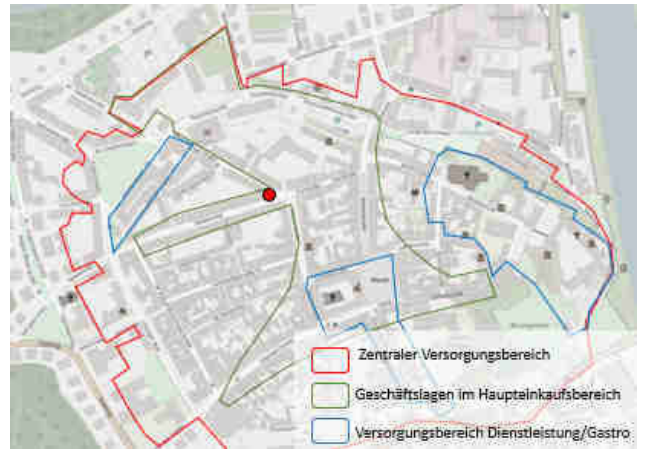 Zentraler Versorgungsbereich
Geschäftslagen im Haupteinkaufsbereich
Versorgungsbereich Dienstleistung/Gastro